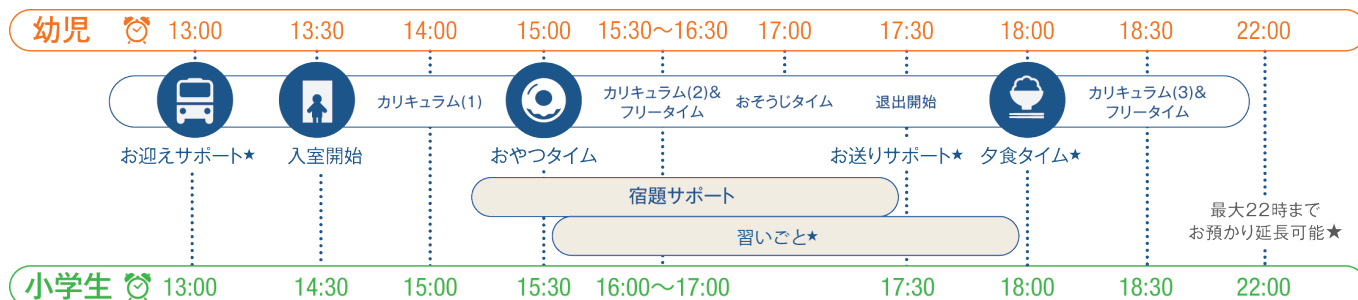 幼児 13:00 13:30 14:00 15:00 15:30～16:30 17:00 17:30 18:00 18:30 22:00
カリキュラム(1)
カリキュラム(2)&
フリータイム
おそうじタイム
退出開始
カリキュラム(3)&
フリータイム
お迎えサポート★ 入室開始 おやつタイム お送りサポート★ 夕食タイム★
宿題サポート
習いごと★
最大22時まで
お預かり延長可能★
小学生 13:00 14:30 15:00 15:30 16:00～17:00 17:30 18:00 18:30 22:00